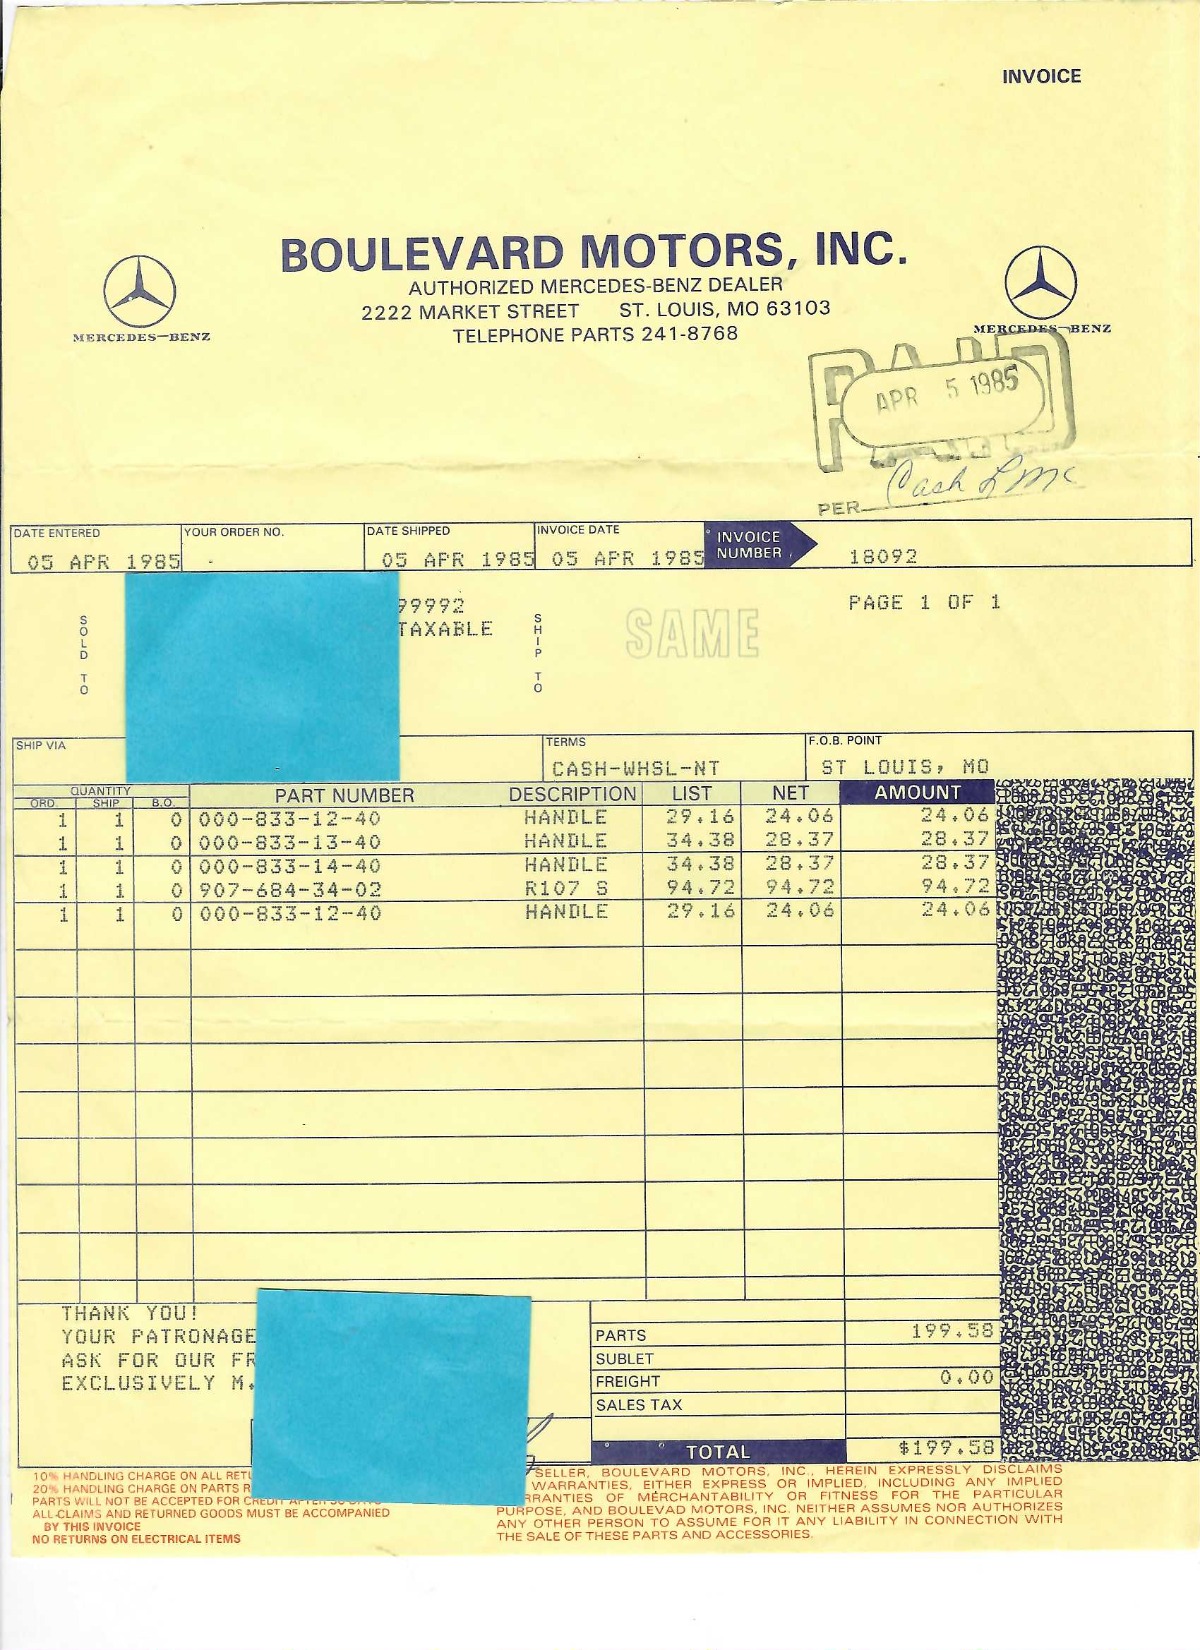 INVOICE
BOULEVARD MOTORS, INC.
AUTHORIZED MERCEDES-BENZ DEALER
2222 MARKET STREET ST. LOUIS, MO 63103
TELEPHONE PARTS 241-8768
MERCEDES-BENZ
MERCEDES-BENZ
PAID
APR 5 1985
PER Cash
DATE ENTERED YOUR ORDER NO. DATE SHIPPED INVOICE DATE INVOICE NUMBER
05 APR 1985 05 APR 1985 05 APR 1985 18092
SOLD TO
99992
TAXABLE
SHIP TO
SAME
PAGE 1 OF 1
SHIP VIA TERMS F.O.B. POINT
CASH-WHSL-NT ST LOUIS, MO
QUANTITY
ORD. SHIP B.O. PART NUMBER DESCRIPTION LIST NET AMOUNT
1 1 0 000-833-12-40 HANDLE 29.16 24.06 24.06
1 1 0 000-833-13-40 HANDLE 34.38 28.37 28.37
1 1 0 000-833-14-40 HANDLE 34.38 28.37 28.37
1 1 0 907-684-34-02 R107 S 94.72 94.72 94.72
1 1 0 000-833-12-40 HANDLE 29.16 24.06 24.06
THANK YOU!
YOUR PATRONAGE
ASK FOR OUR FR
EXCLUSIVELY M.
PARTS 199.58
SUBLET
FREIGHT 0.00
SALES TAX
TOTAL $199.58
10% HANDLING CHARGE ON ALL RETU
20% HANDLING CHARGE ON PARTS R
PARTS WILL NOT BE ACCEPTED FOR CREDIT AFTER 30 DAYS
ALL CLAIMS AND RETURNED GOODS MUST BE ACCOMPANIED
BY THIS INVOICE
NO RETURNS ON ELECTRICAL ITEMS
SELLER, BOULEVARD MOTORS, INC., HEREIN EXPRESSLY DISCLAIMS
WARRANTIES, EITHER EXPRESS OR IMPLIED, INCLUDING ANY IMPLIED
RRANTIES OF MERCHANTABILITY OR FITNESS FOR THE PARTICULAR
PURPOSE, AND BOULEVAD MOTORS, INC. NEITHER ASSUMES NOR AUTHORIZES
ANY OTHER PERSON TO ASSUME FOR IT ANY LIABILITY IN CONNECTION WITH
THE SALE OF THESE PARTS AND ACCESSORIES.